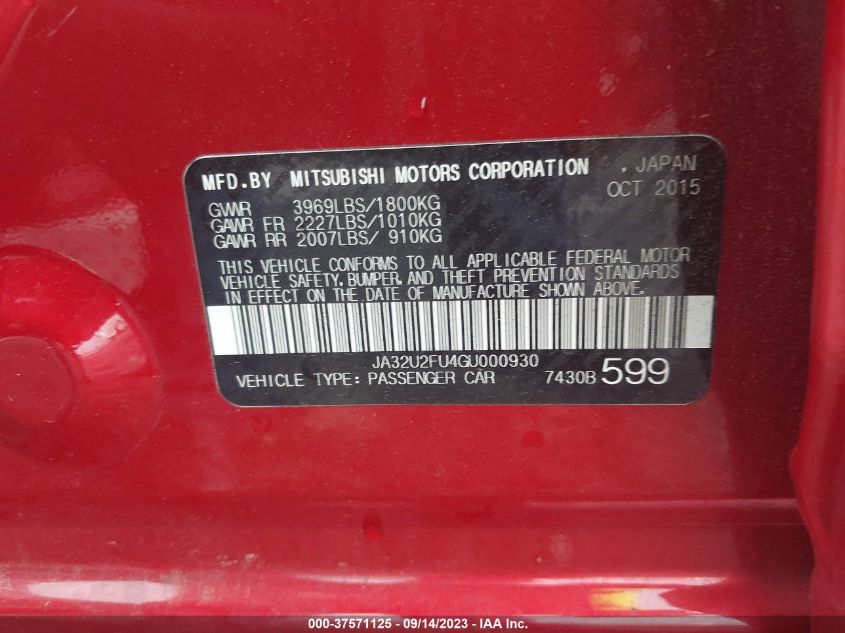 MFD.BY MITSUBISHI MOTORS CORPORATION . JAPAN
OCT 2015
GVWR 3969LBS/1800KG
GAWR FR 2227LBS/1010KG
GAWR RR 2007LBS/ 910KG
THIS VEHICLE CONFORMS TO ALL APPLICABLE FEDERAL MOTOR
VEHICLE SAFETY, BUMPER, AND THEFT PREVENTION STANDARDS
IN EFFECT ON THE DATE OF MANUFACTURE SHOWN ABOVE.
JA32U2FU4GU000930
VEHICLE TYPE: PASSENGER CAR 7430B 599
000-37571125 - 09/14/2023 - © IAA Holdings, Inc.